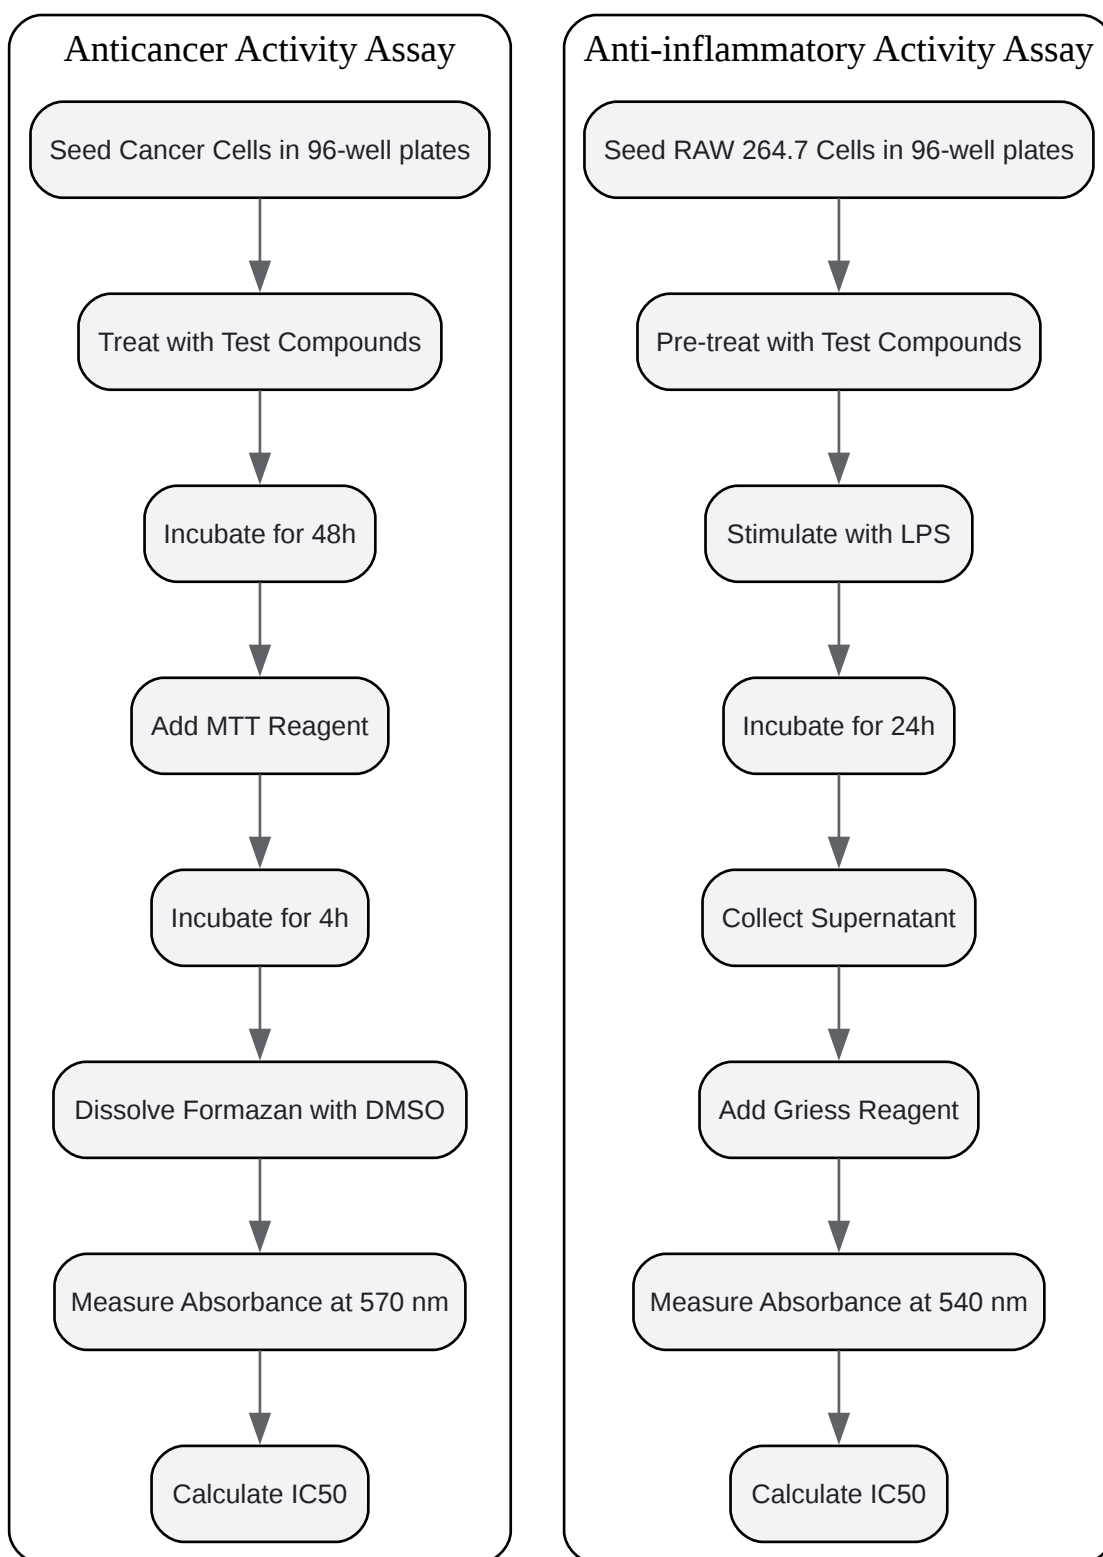 Anticancer Activity Assay
Seed Cancer Cells in 96-well plates
Treat with Test Compounds
Incubate for 48h
Add MTT Reagent
Incubate for 4h
Dissolve Formazan with DMSO
Measure Absorbance at 570 nm
Calculate IC50
Anti-inflammatory Activity Assay
Seed RAW 264.7 Cells in 96-well plates
Pre-treat with Test Compounds
Stimulate with LPS
Incubate for 24h
Collect Supernatant
Add Griess Reagent
Measure Absorbance at 540 nm
Calculate IC50